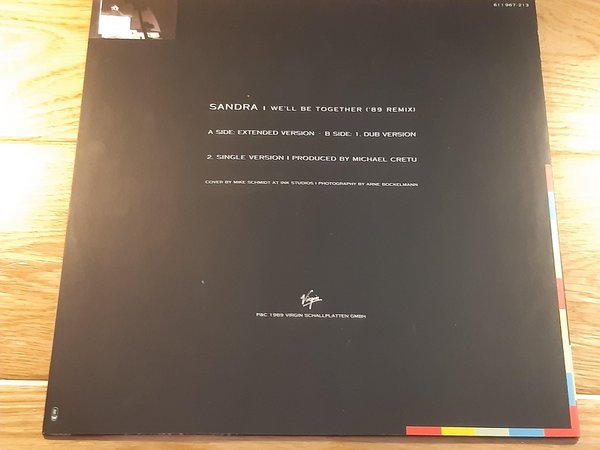 611 967-213
SANDRA I WE'LL BE TOGETHER ('89 REMIX)
A SIDE: EXTENDED VERSION · B SIDE: 1. DUB VERSION
2. SINGLE VERSION I PRODUCED BY MICHAEL CRETU
COVER BY MIKE SCHMIDT AT INK STUDIOS I PHOTOGRAPHY BY ARNE BOCKELMANN
Virgin
P&C 1989 VIRGIN SCHALLPLATTEN GMBH